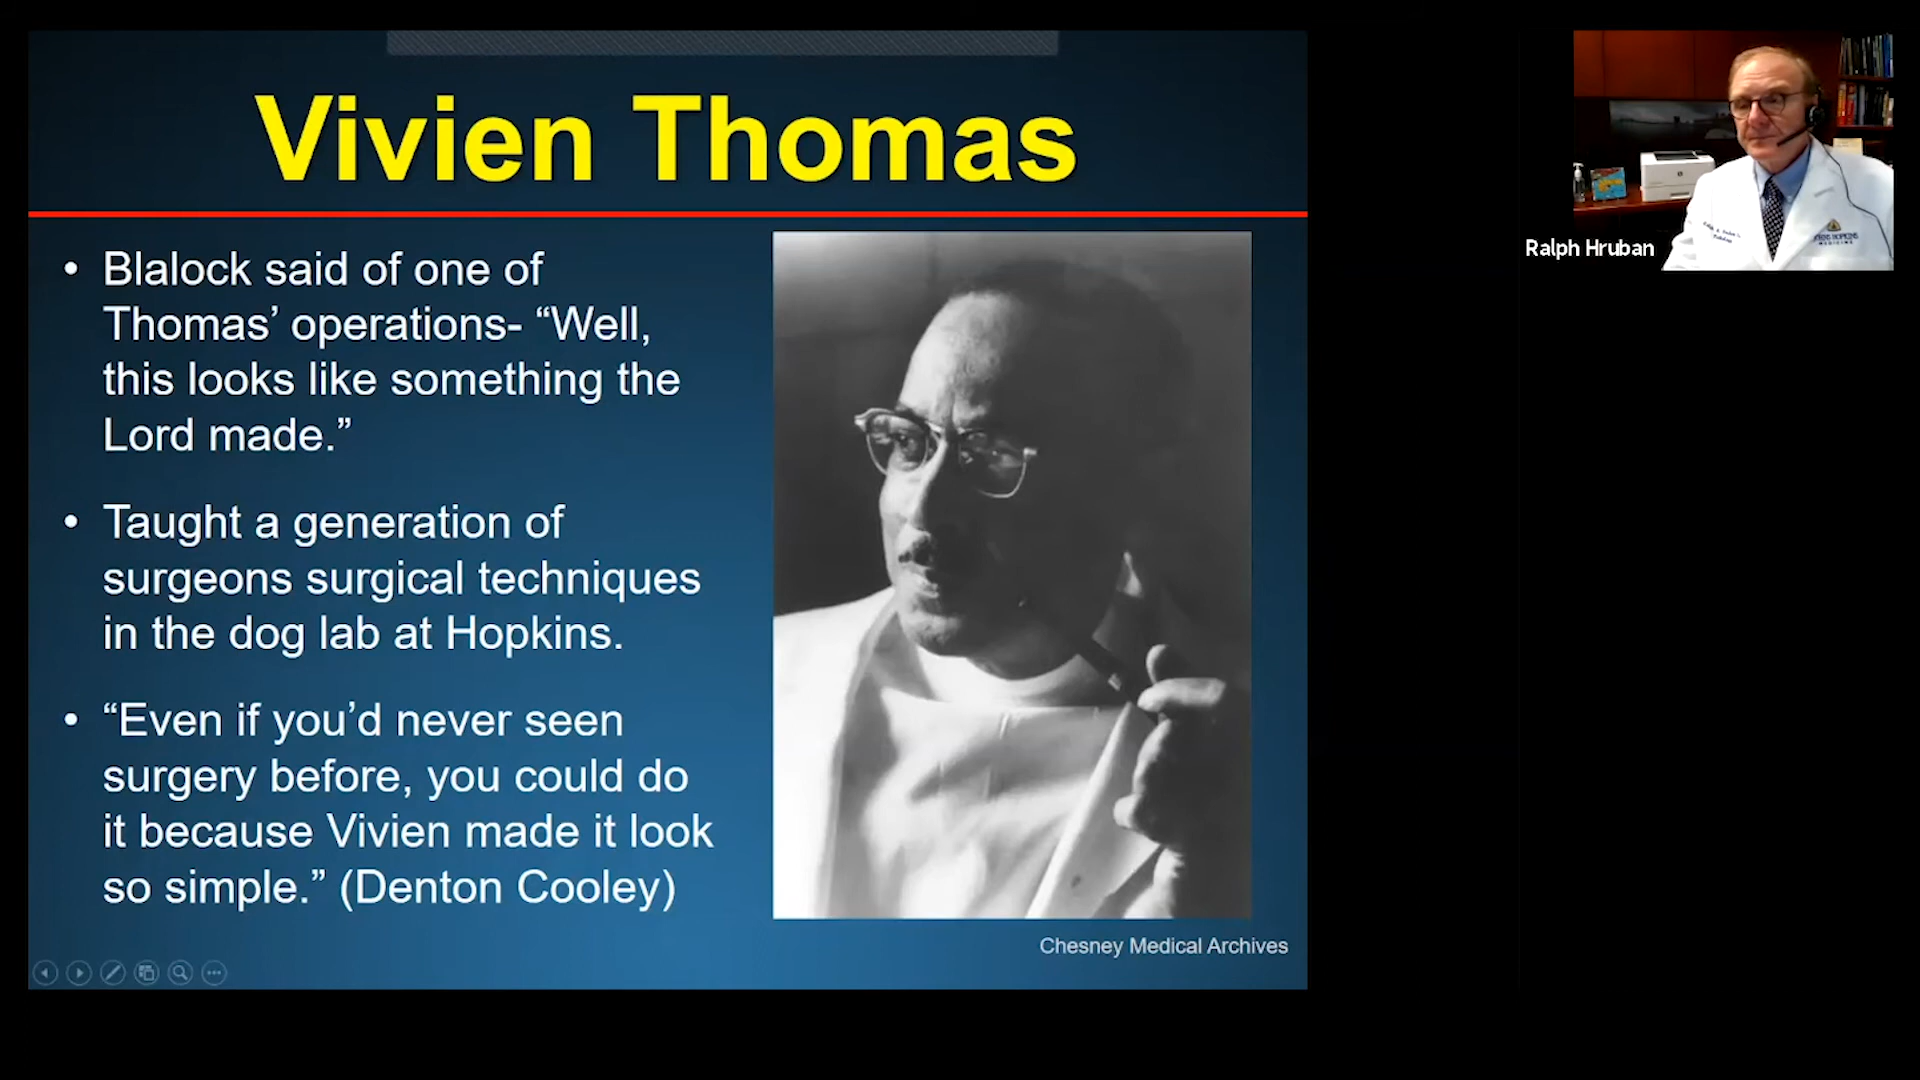 Vivien Thomas
• Blalock said of one of
Thomas’ operations- “Well,
this looks like something the
Lord made.”
• Taught a generation of
surgeons surgical techniques
in the dog lab at Hopkins.
• “Even if you’d never seen
surgery before, you could do
it because Vivien made it look
so simple.” (Denton Cooley)
Chesney Medical Archives
Ralph Hruban